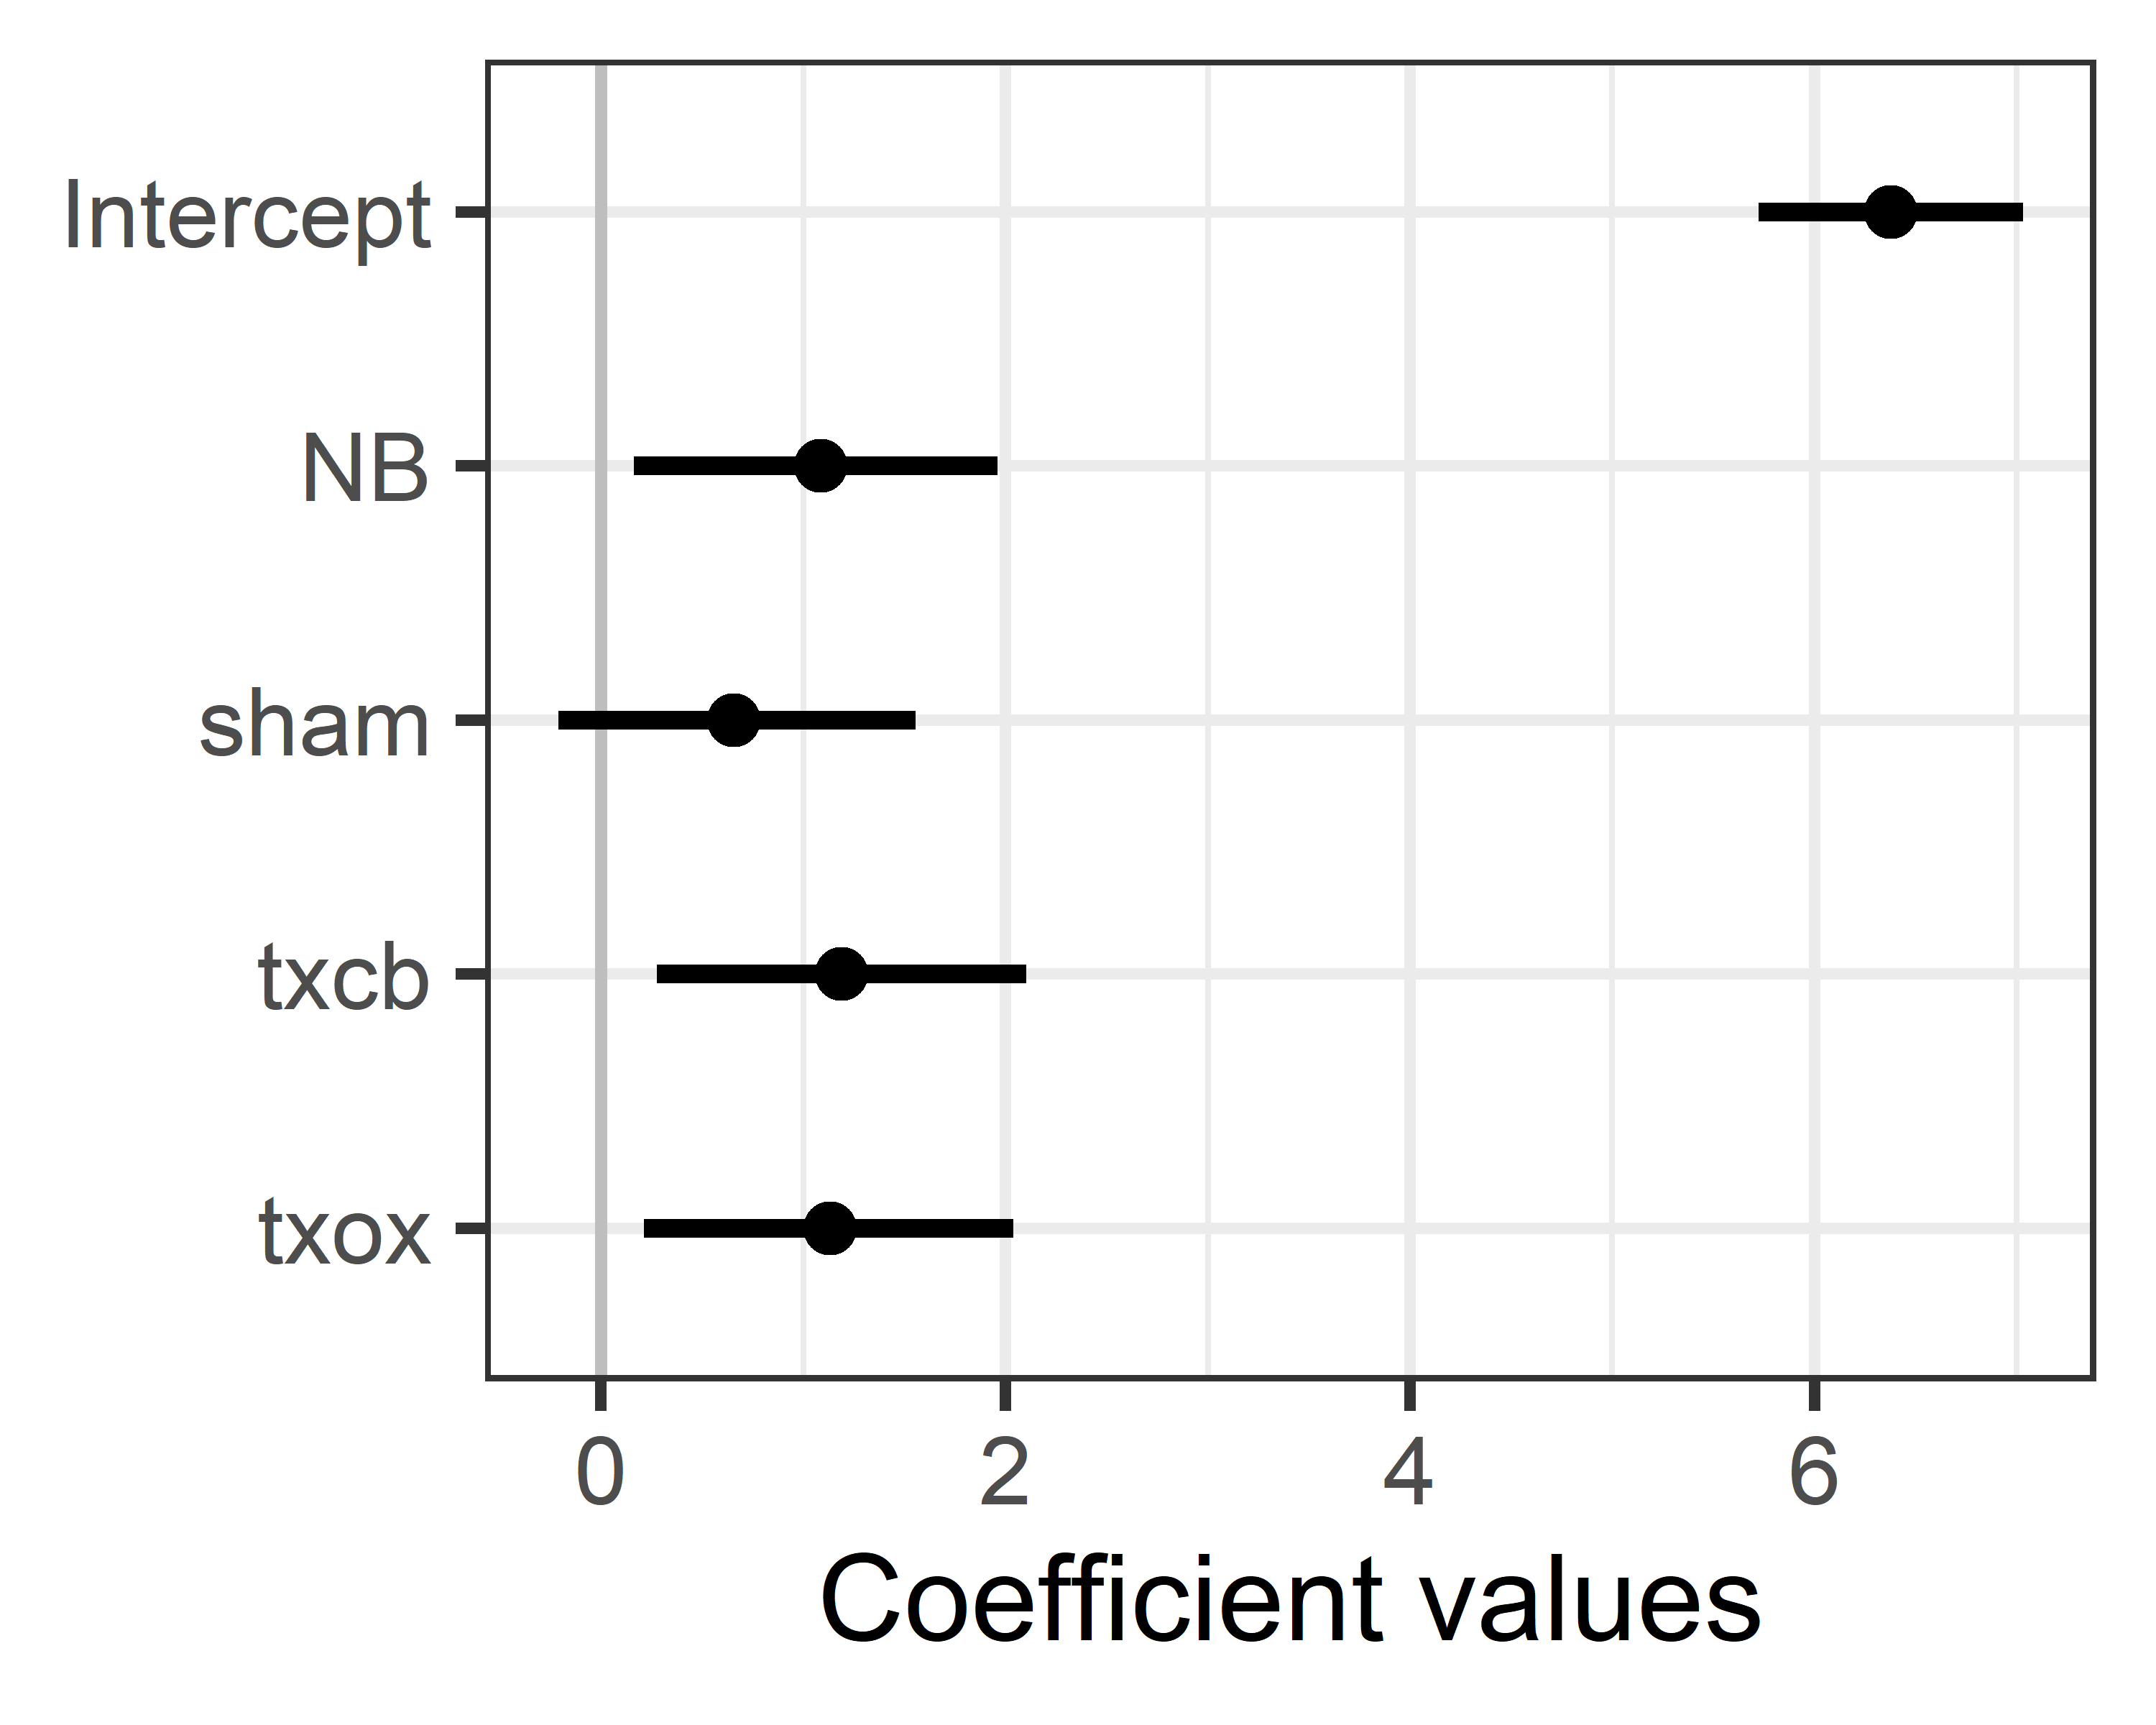 Intercept
NB
sham
txcb
txox
0 2 4 6
Coefficient values